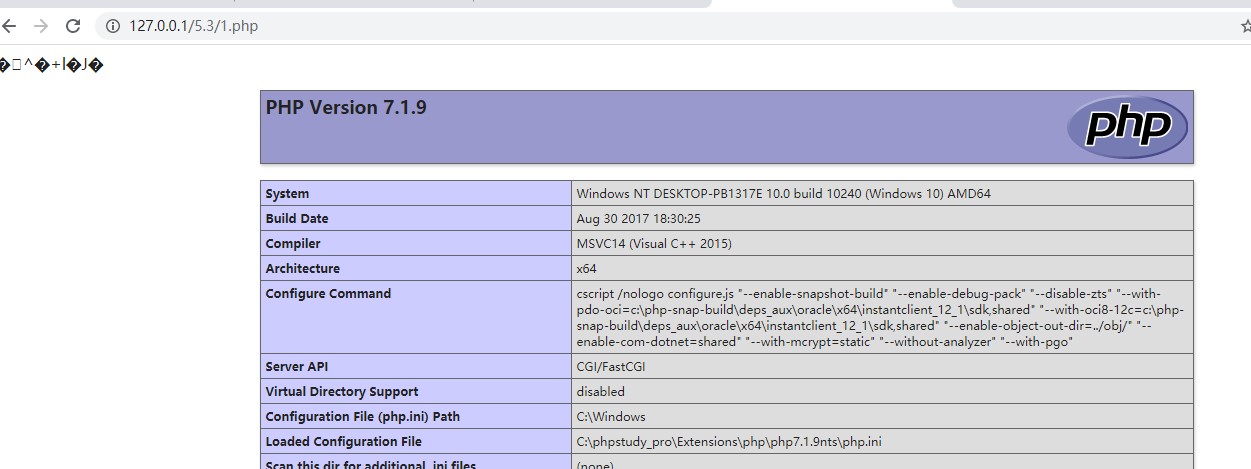 127.0.0.1/5.3/1.php
PHP Version 7.1.9
php
System Windows NT DESKTOP-PB1317E 10.0 build 10240 (Windows 10) AMD64
Build Date Aug 30 2017 18:30:25
Compiler MSVC14 (Visual C++ 2015)
Architecture x64
Configure Command cscript /nologo configure.js "--enable-snapshot-build" "--enable-debug-pack" "--disable-zts" "--with-
pdo-oci=c:\php-snap-build\deps_aux\oracle\x64\instantclient_12_1\sdk,shared" "--with-oci8-12c=c:\php-
snap-build\deps_aux\oracle\x64\instantclient_12_1\sdk,shared" "--enable-object-out-dir=../obj/" "--
enable-com-dotnet=shared" "--with-mcrypt=static" "--without-analyzer" "--with-pgo"
Server API CGI/FastCGI
Virtual Directory Support disabled
Configuration File (php.ini) Path C:\Windows
Loaded Configuration File C:\phpstudy_pro\Extensions\php\php7.1.9nts\php.ini
Scan this dir for additional .ini files (none)